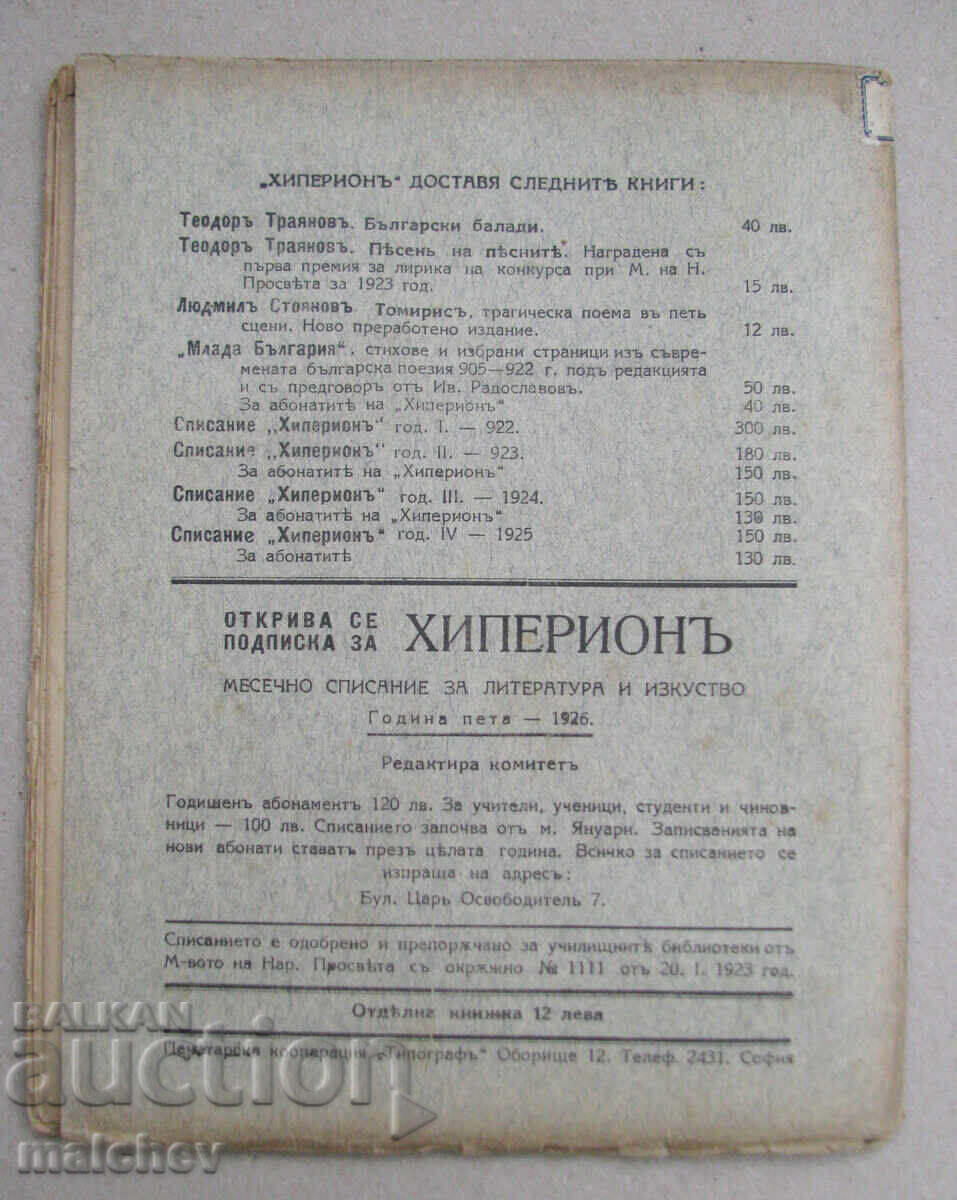 „ХИПЕРИОНЪ“ ДОСТАВЯ СЛЕДНИТѢ КНИГИ:
Теодоръ Траяновъ. Български балади. 40 лв.
Теодоръ Траяновъ. Пѣсень на пѣснитѣ. Наградена съ
първа премия за лирика на конкурса при М. на Н.
Просвѣта за 1923 год. 15 лв.
Людмилъ Стояновъ. Томирисъ, трагическа поема въ петь
сцени. Ново преработено издание. 12 лв.
„Млада България“, стихове и избрани страници изъ съвре-
мената българска поезия 905—922 г. подъ редакцията
и съ предговоръ отъ Ив. Радославовъ. 50 лв.
За абонатитѣ на „Хиперионъ“ 40 лв.
Списание „Хиперионъ“ год. I. — 922. 300 лв.
Списание „Хиперионъ“ год. II. — 923. 180 лв.
За абонатитѣ на „Хиперионъ“ 150 лв.
Списание „Хиперионъ“ год. III. — 1924. 150 лв.
За абонатитѣ на „Хиперионъ“ 130 лв.
Списание „Хиперионъ“ год. IV — 1925 150 лв.
За абонатитѣ 130 лв.
ОТКРИВА СЕ
ПОДПИСКА ЗА ХИПЕРИОНЪ
МЕСЕЧНО СПИСАНИЕ ЗА ЛИТЕРАТУРА И ИЗКУСТВО
Година пета — 1926.
Редактира комитетъ
Годишенъ абонаментъ 120 лв. За учители, ученици, студенти и чинов-
ници — 100 лв. Списанието започва отъ м. Януари. Записванията на
нови абонати ставатъ презъ цѣлата година. Всичко за списанието се
изпраща на адресъ:
Бул. Царь Освободитель 7.
Списанието е одобрено и препорѫчано за училищнитѣ библиотеки отъ
М-вото на Нар. Просвѣта съ окрѫжно № 1111 отъ 20. I. 1923 год.
Отдѣлна книжка 12 лева
Печатарска кооперация „Типографъ“ Оборище 12. Телеф. 2431. София
BALKAN
auction
malchev